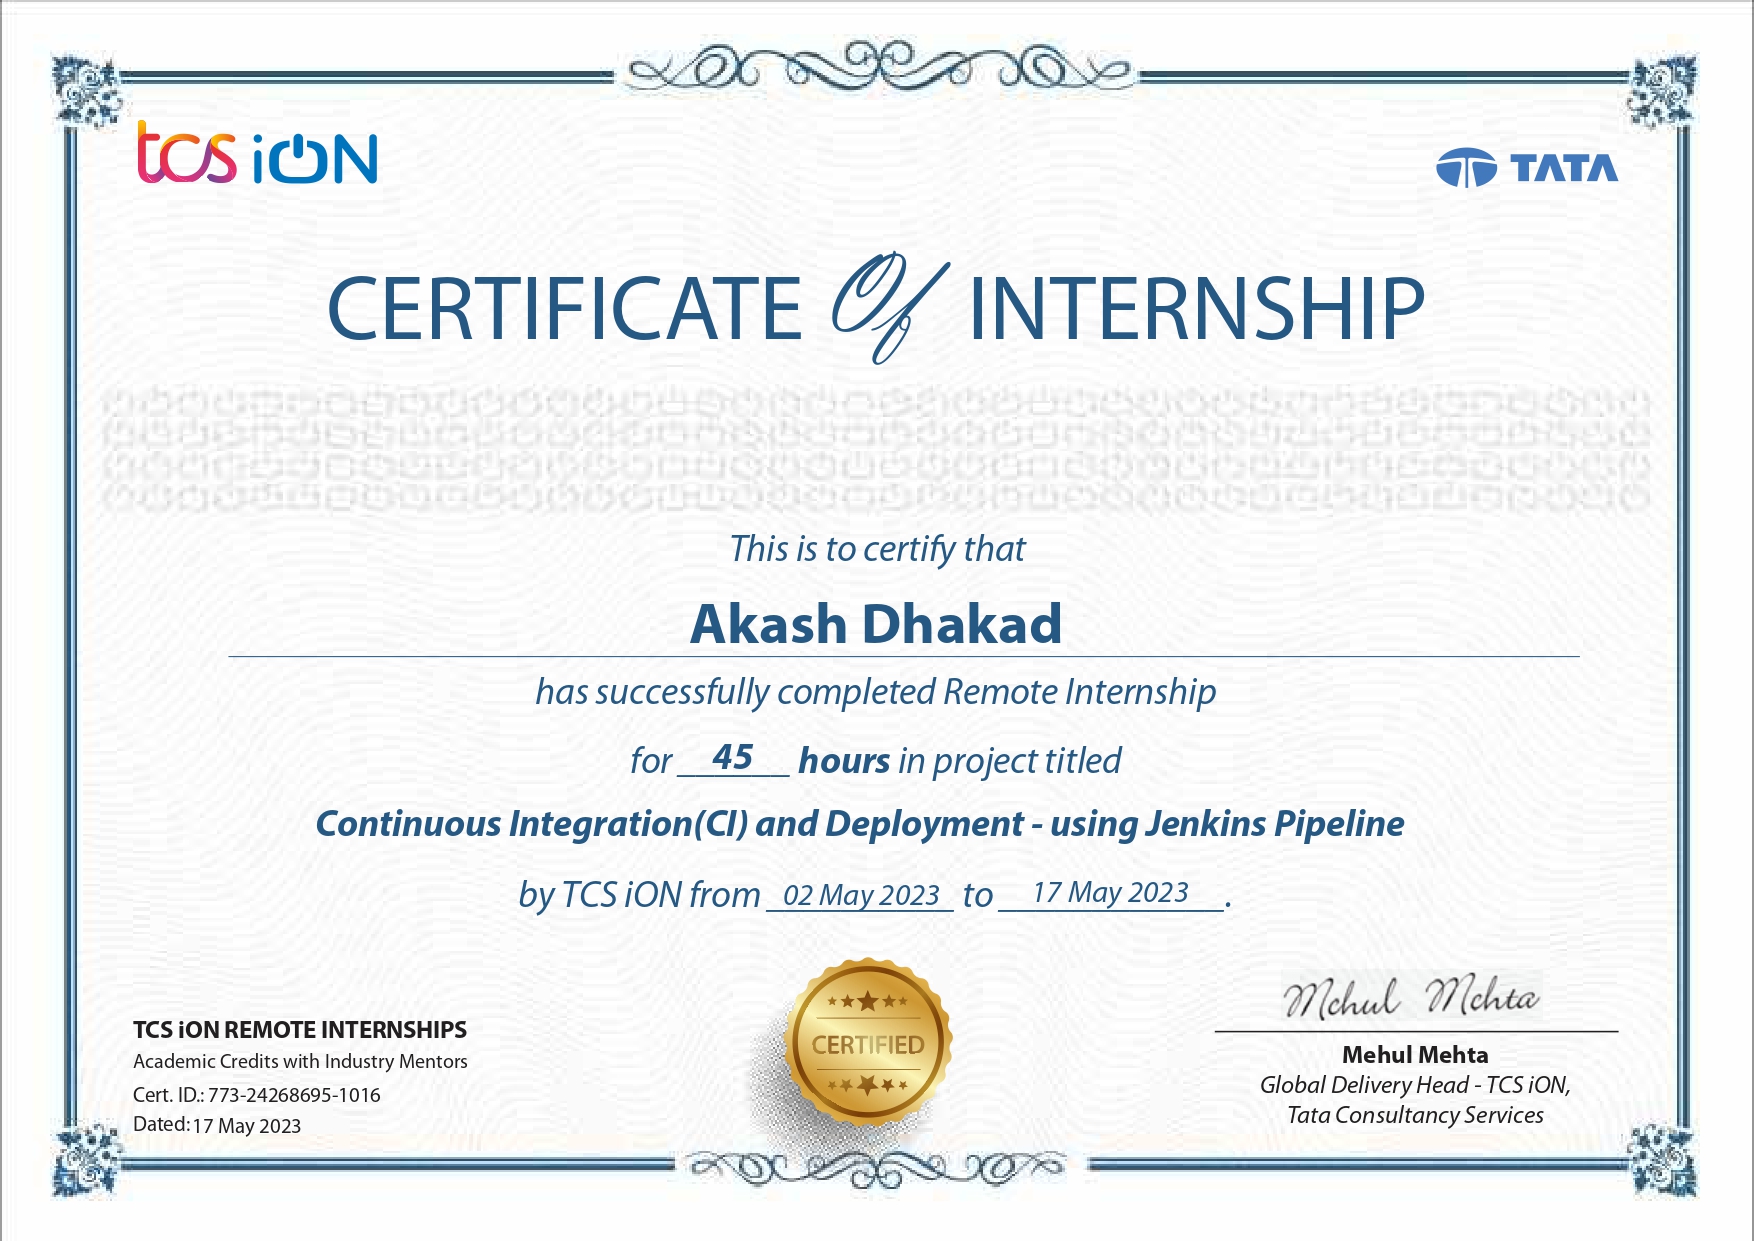 tcs iON
TATA
CERTIFICATE Of INTERNSHIP
This is to certify that
Akash Dhakad
has successfully completed Remote Internship
for 45 hours in project titled
Continuous Integration(CI) and Deployment - using Jenkins Pipeline
by TCS iON from 02 May 2023 to 17 May 2023.
TCS iON REMOTE INTERNSHIPS
Academic Credits with Industry Mentors
Cert. ID.: 773-24268695-1016
Dated: 17 May 2023
CERTIFIED
Mehul Mehta
Mehul Mehta
Global Delivery Head - TCS iON,
Tata Consultancy Services